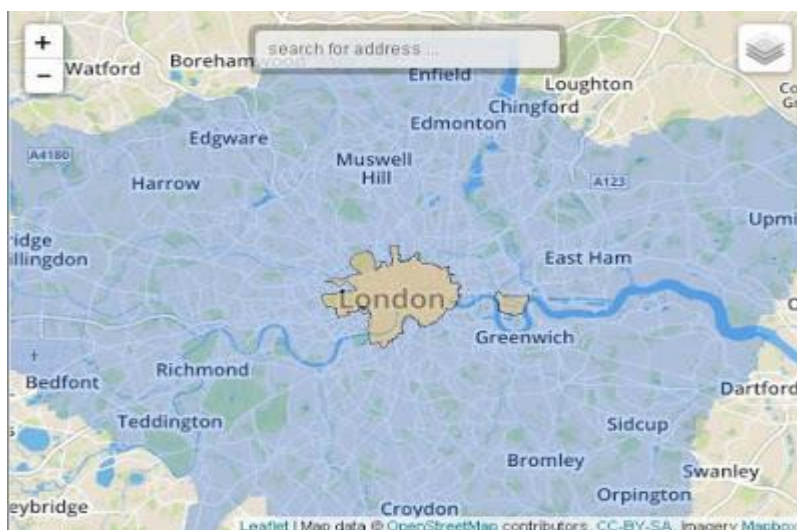 +
search for address ...
−
Watford
Boreham
Enfield
Loughton
Chingford
Edgware
Edmonton
A4180
Muswell
Hill
Harrow
A123
Upmi
ridge
illingdon
East Ham
London
Greenwich
Richmond
Bedfont
Dartford
Teddington
Sidcup
Bromley
Swanley
Orpington
eybridge
Croydon
Leaflet | Map data © OpenStreetMap contributors, CC-BY-SA, Imagery Mapbox